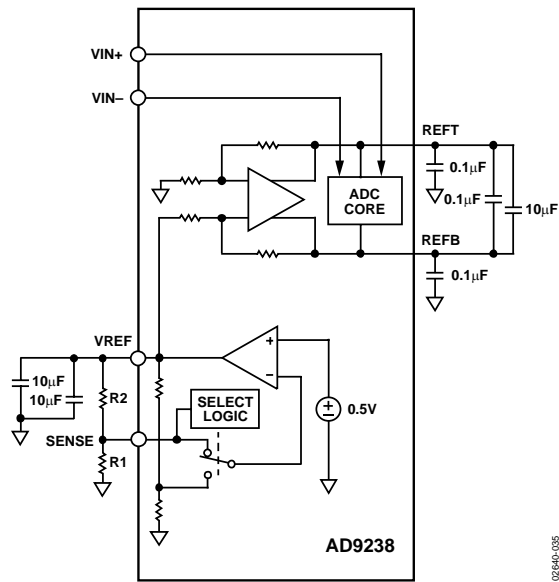 VIN+
VIN–
REFT
0.1µF
ADC
CORE
0.1µF
10µF
REFB
0.1µF
VREF
+
–
10µF
10µF
R2
SELECT
LOGIC
0.5V
SENSE
R1
AD9238
02640-035